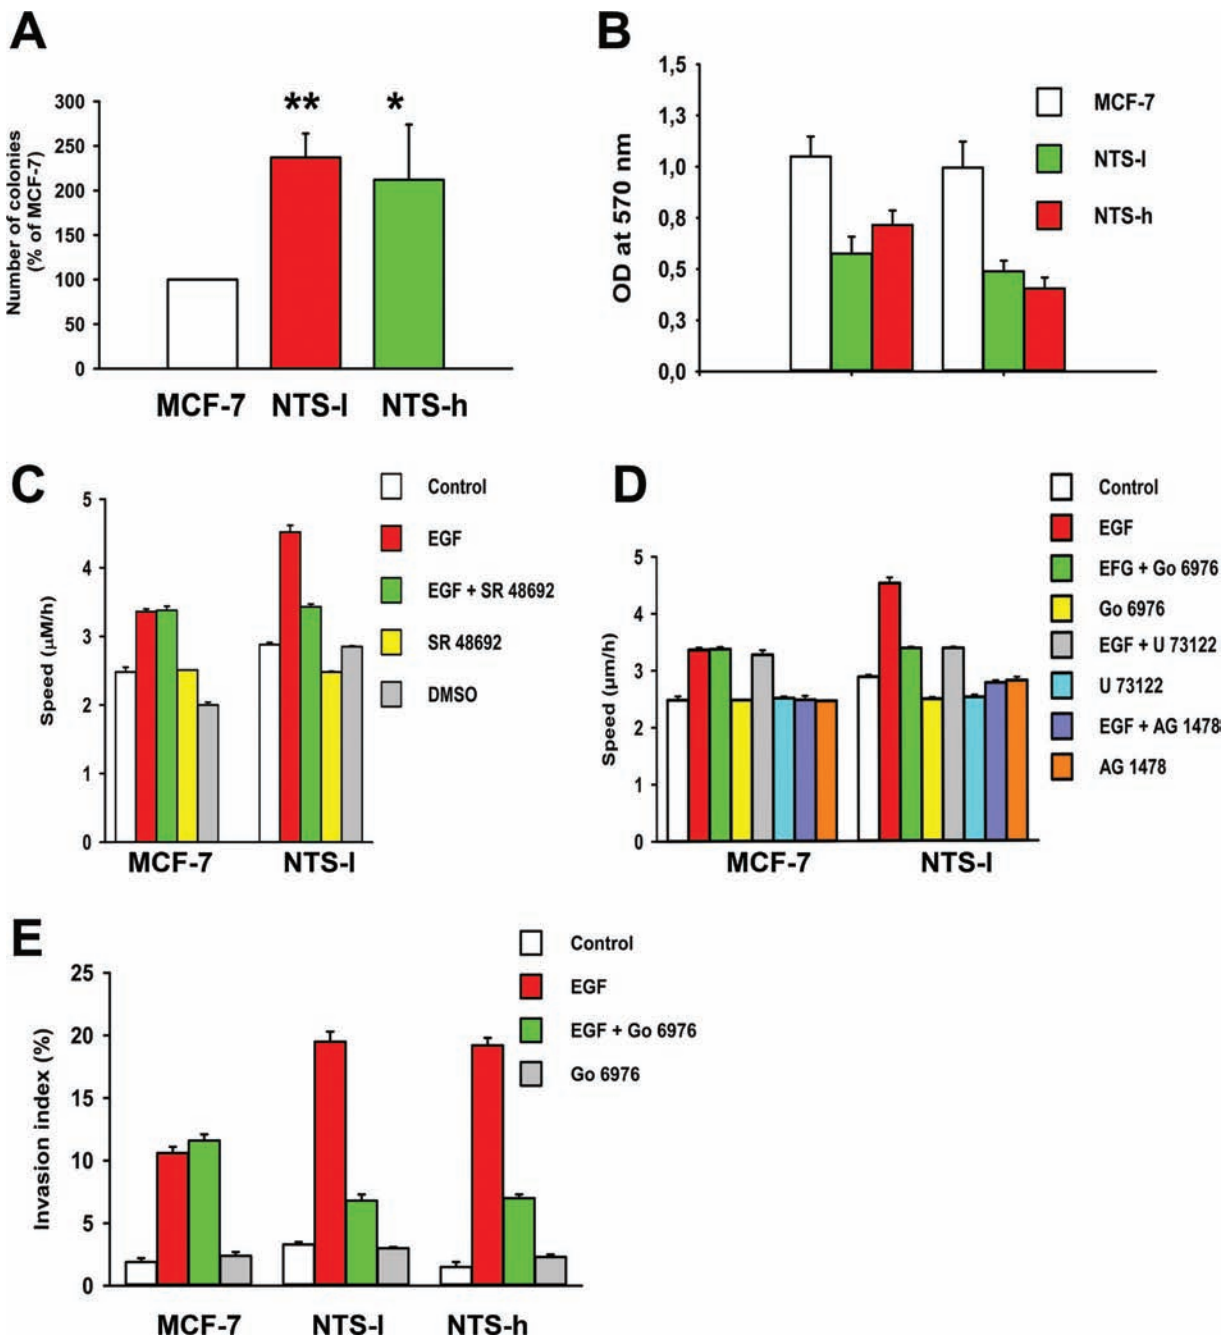 A
Number of colonies
(% of MCF-7)
300
250
200
150
100
50
0
**
*
MCF-7
NTS-l
NTS-h
B
OD at 570 nm
1,5
1,3
1,0
0,8
0,5
0,3
0,0
MCF-7
NTS-l
NTS-h
C
Speed (µM/h)
5
4
3
2
1
0
MCF-7
NTS-l
Control
EGF
EGF + SR 48692
SR 48692
DMSO
D
Speed (µm/h)
5
4
3
2
1
0
MCF-7
NTS-l
Control
EGF
EFG + Go 6976
Go 6976
EGF + U 73122
U 73122
EGF + AG 1478
AG 1478
E
Invasion index (%)
25
20
15
10
5
0
MCF-7
NTS-l
NTS-h
Control
EGF
EGF + Go 6976
Go 6976